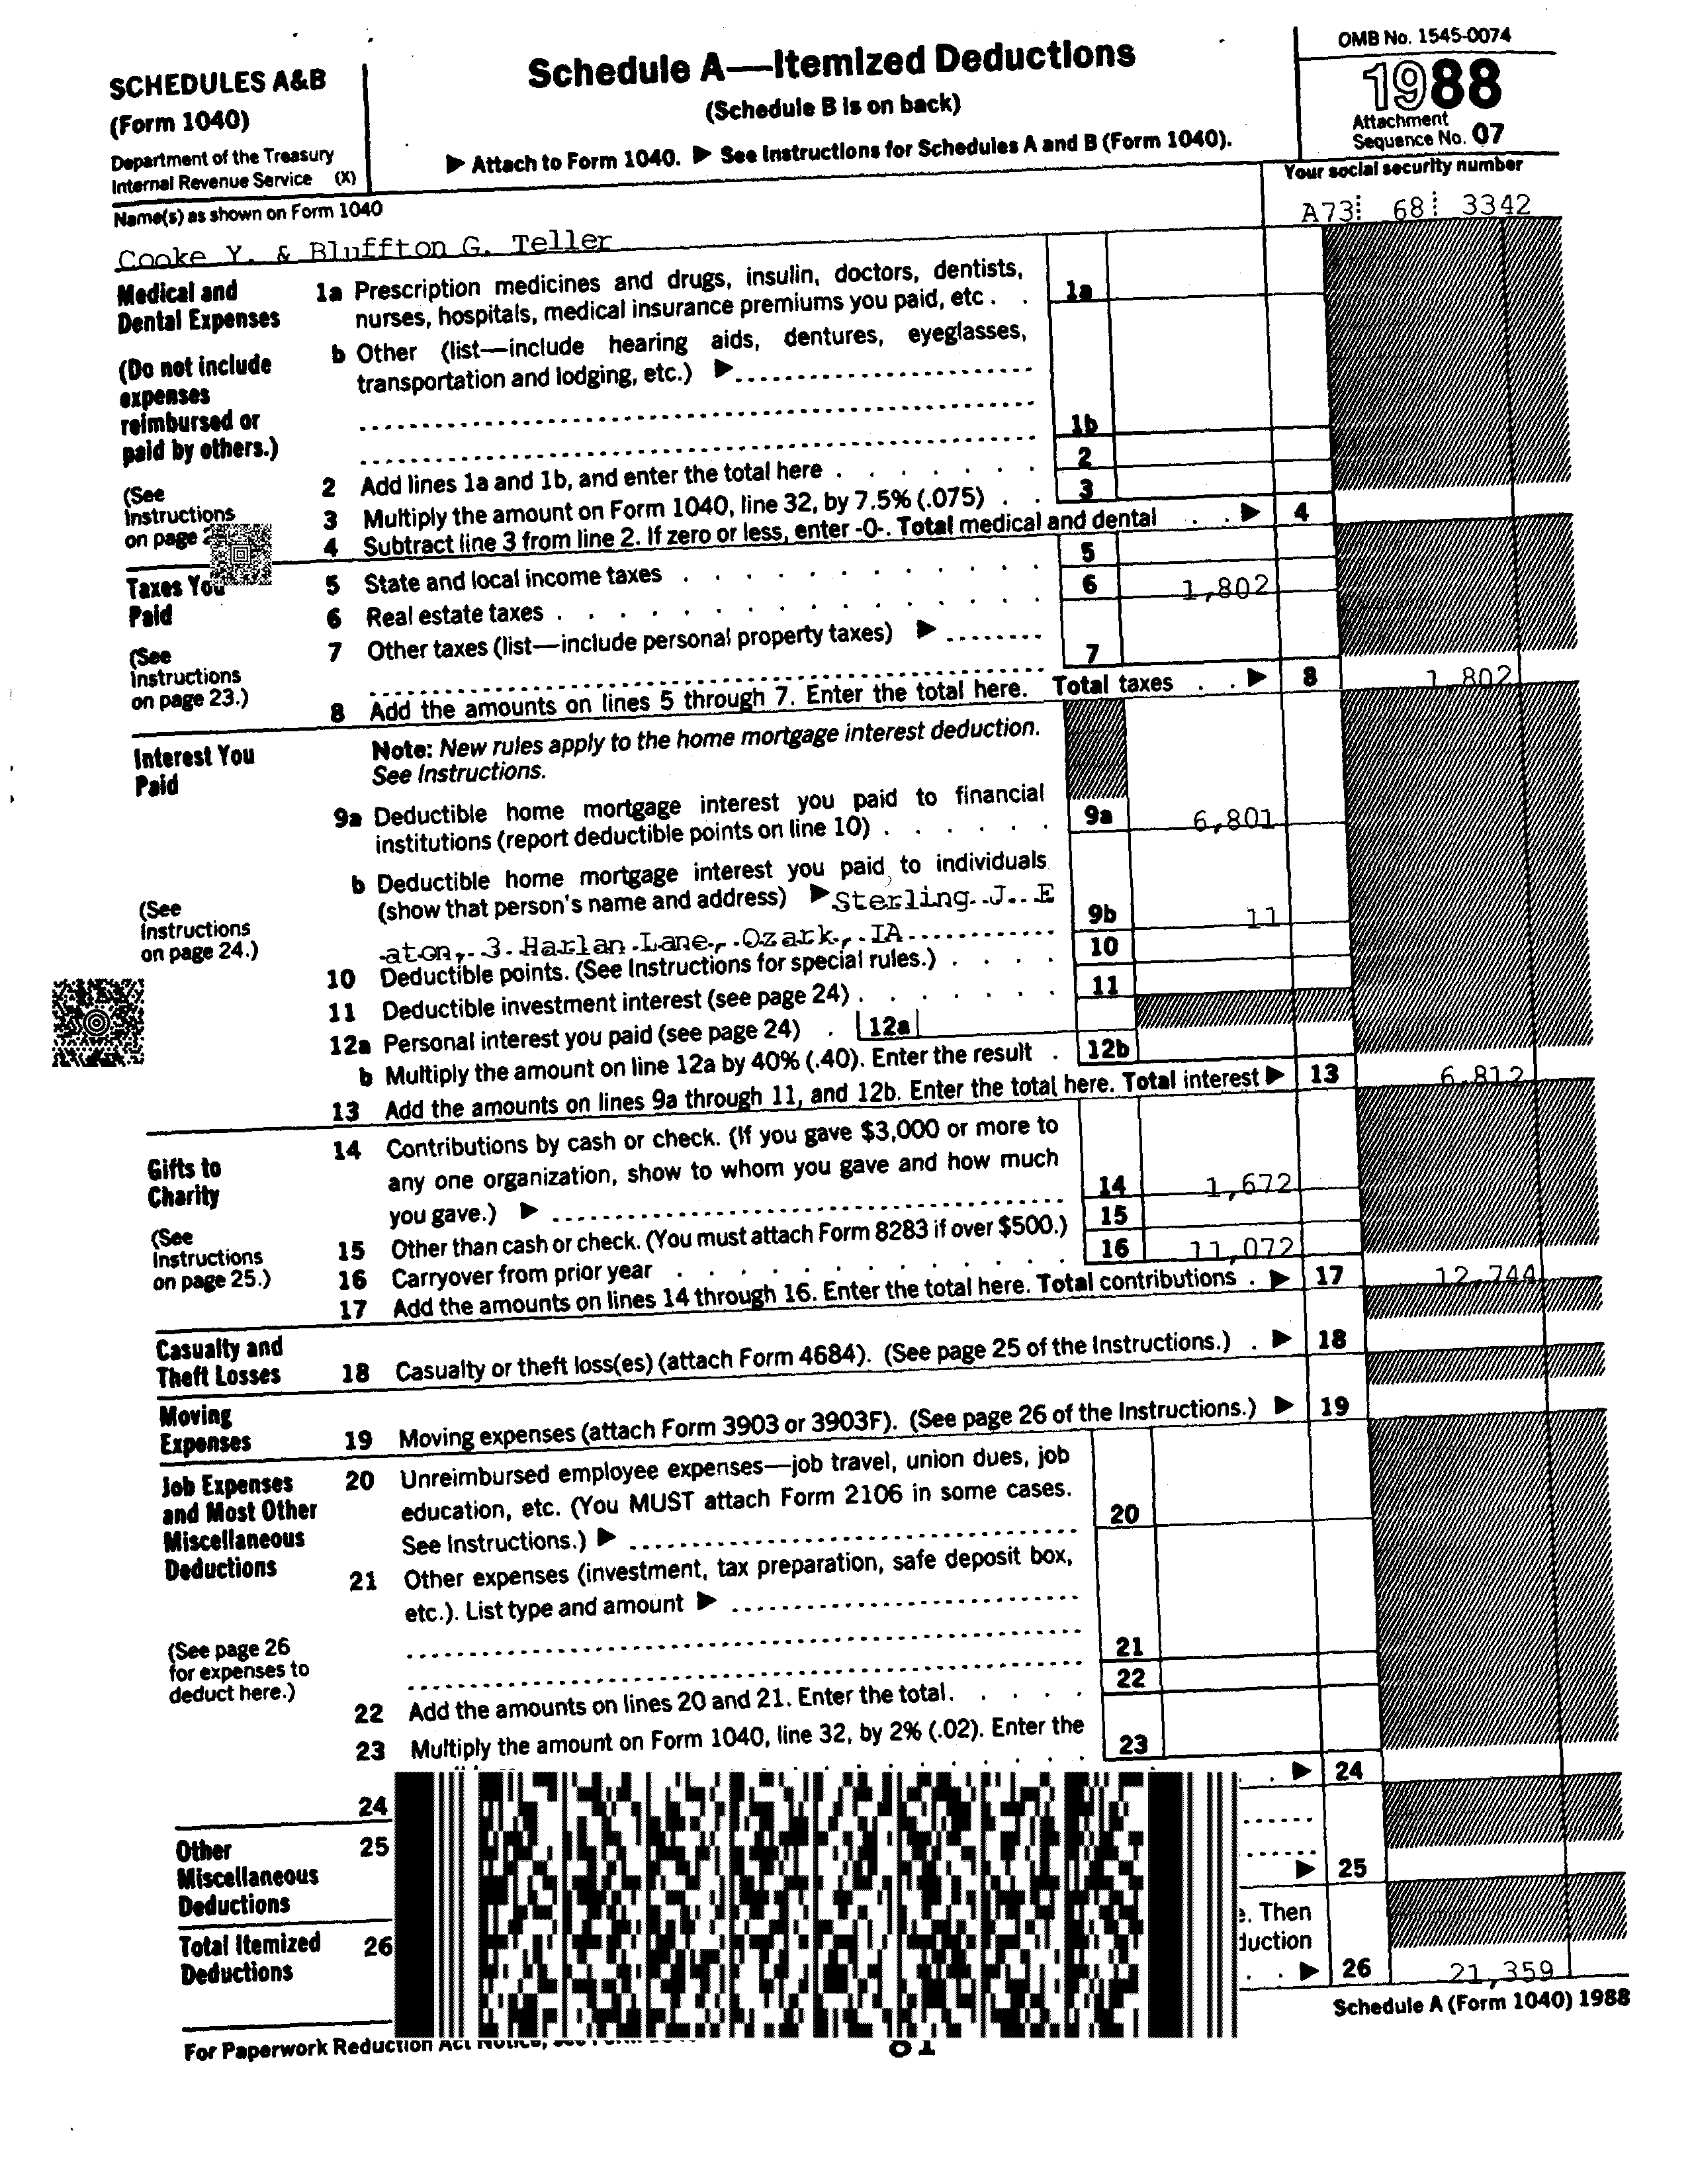 SCHEDULES A&B
(Form 1040)
Department of the Treasury
Internal Revenue Service (X)
Schedule A—Itemized Deductions
(Schedule B is on back)
▶ Attach to Form 1040. ▶ See Instructions for Schedules A and B (Form 1040).
OMB No. 1545-0074
1988
Attachment
Sequence No. 07
Name(s) as shown on Form 1040
Cooke Y. & Bluffton G. Teller
Your social security number
A73 68 3342
Medical and
Dental Expenses
(Do not include
expenses
reimbursed or
paid by others.)
(See
Instructions
on page
1a Prescription medicines and drugs, insulin, doctors, dentists,
nurses, hospitals, medical insurance premiums you paid, etc . . 1a
b Other (list—include hearing aids, dentures, eyeglasses,
transportation and lodging, etc.) ▶
1b
2 Add lines 1a and 1b, and enter the total here . . . . . . . 2
3 Multiply the amount on Form 1040, line 32, by 7.5% (.075) . . 3
4 Subtract line 3 from line 2. If zero or less, enter -0-. Total medical and dental . . ▶ 4
Taxes You
Paid
(See
Instructions
on page 23.)
5 State and local income taxes . . . . . . . . . . . . 5
6 Real estate taxes . . . . . . . . . . . . . . . . 6 1,802
7 Other taxes (list—include personal property taxes) ▶
7
8 Add the amounts on lines 5 through 7. Enter the total here. Total taxes . . ▶ 8 1,802
Interest You
Paid
(See
Instructions
on page 24.)
Note: New rules apply to the home mortgage interest deduction.
See Instructions.
9a Deductible home mortgage interest you paid to financial
institutions (report deductible points on line 10) . . . . . . 9a 6,801
b Deductible home mortgage interest you paid to individuals
(show that person's name and address) ▶ Sterling J. E
aton, 3 Harlan Lane, Ozark, IA 9b 11
10 Deductible points. (See Instructions for special rules.) . . . . 10
11 Deductible investment interest (see page 24) . . . . . . . 11
12a Personal interest you paid (see page 24) . 12a
b Multiply the amount on line 12a by 40% (.40). Enter the result . 12b
13 Add the amounts on lines 9a through 11, and 12b. Enter the total here. Total interest ▶ 13 6,812
Gifts to
Charity
(See
Instructions
on page 25.)
14 Contributions by cash or check. (If you gave $3,000 or more to
any one organization, show to whom you gave and how much
you gave.) ▶ 14 1,672
15 Other than cash or check. (You must attach Form 8283 if over $500.) 15
16 Carryover from prior year . . . . . . . . . . . . . 16 11,072
17 Add the amounts on lines 14 through 16. Enter the total here. Total contributions . ▶ 17 12,744
Casualty and
Theft Losses
18 Casualty or theft loss(es) (attach Form 4684). (See page 25 of the Instructions.) . ▶ 18
Moving
Expenses
19 Moving expenses (attach Form 3903 or 3903F). (See page 26 of the Instructions.) ▶ 19
Job Expenses
and Most Other
Miscellaneous
Deductions
(See page 26
for expenses to
deduct here.)
20 Unreimbursed employee expenses—job travel, union dues, job
education, etc. (You MUST attach Form 2106 in some cases.
See Instructions.) ▶ 20
21 Other expenses (investment, tax preparation, safe deposit box,
etc.). List type and amount ▶
21
22 Add the amounts on lines 20 and 21. Enter the total. . . . . 22
23 Multiply the amount on Form 1040, line 32, by 2% (.02). Enter the
23
24 . . ▶ 24
Other
Miscellaneous
Deductions
25
▶ 25
Total Itemized
Deductions
26
Then
. . ▶ 26 21,359
For Paperwork Reduction Act Notice,
Schedule A (Form 1040) 1988